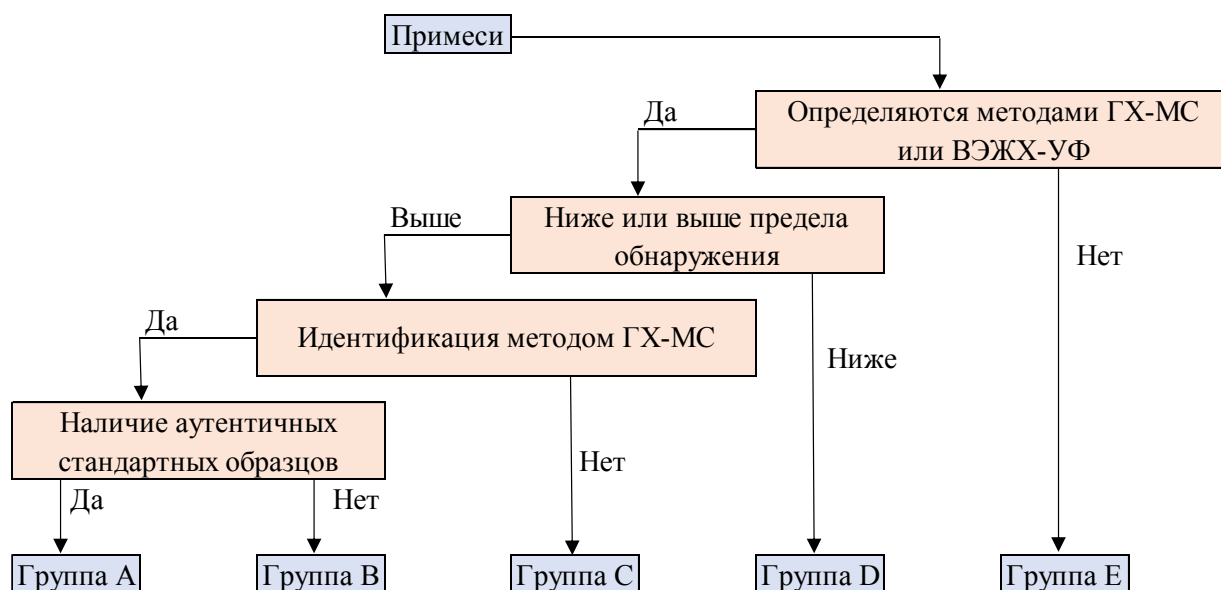 Примеси
Да
Определяются методами ГХ-МС
или ВЭЖХ-УФ
Выше
Ниже или выше предела
обнаружения
Нет
Да
Идентификация методом ГХ-МС
Ниже
Наличие аутентичных
стандартных образцов
Нет
Да
Нет
Группа А
Группа В
Группа С
Группа D
Группа Е